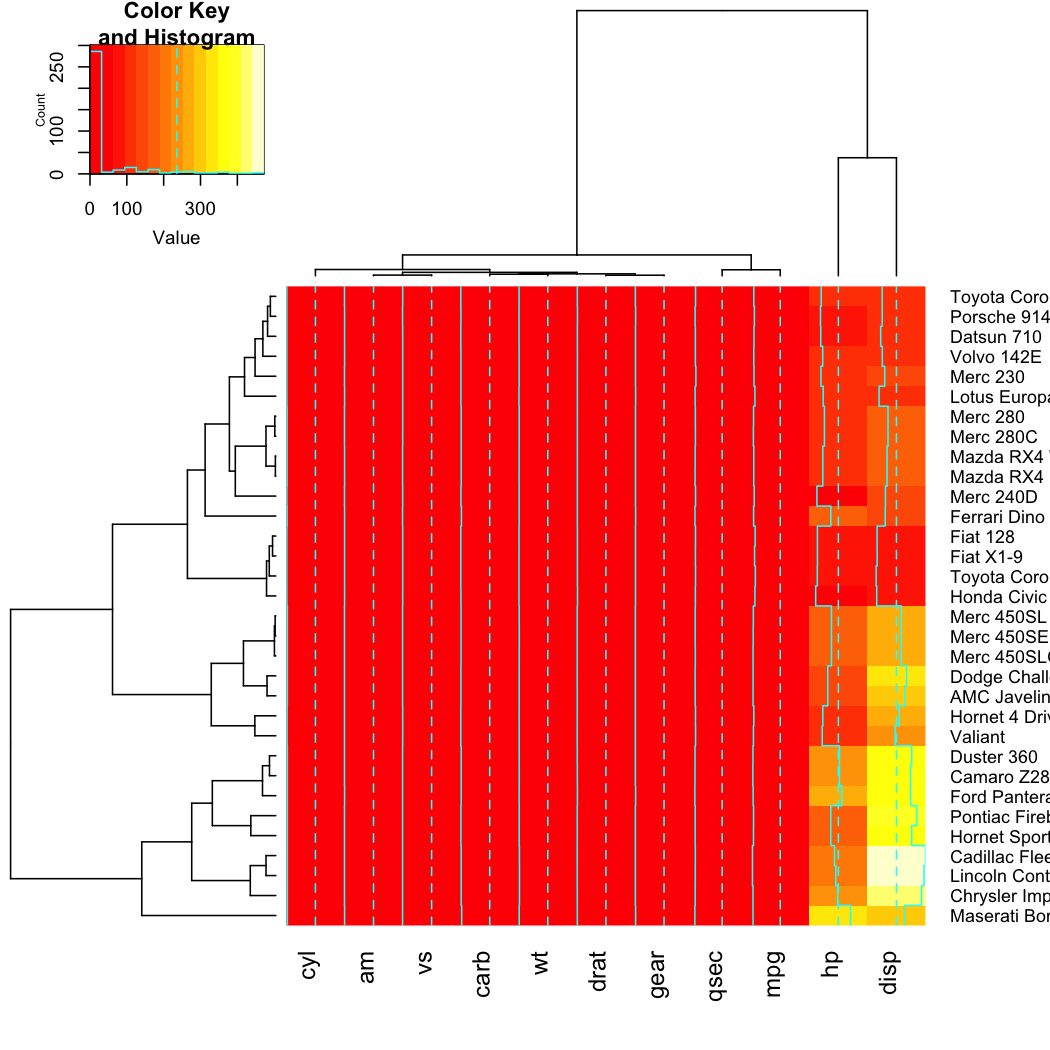 Color Key
and Histogram
Count
0
100
250
0 100 300
Value
Toyota Coro
Porsche 914
Datsun 710
Volvo 142E
Merc 230
Lotus Europa
Merc 280
Merc 280C
Mazda RX4
Mazda RX4
Merc 240D
Ferrari Dino
Fiat 128
Fiat X1-9
Toyota Coro
Honda Civic
Merc 450SL
Merc 450SE
Merc 450SL
Dodge Chall
AMC Javelin
Hornet 4 Driv
Valiant
Duster 360
Camaro Z28
Ford Pantera
Pontiac Fireb
Hornet Sport
Cadillac Flee
Lincoln Cont
Chrysler Imp
Maserati Bor
cyl am vs carb wt drat gear qsec mpg hp disp